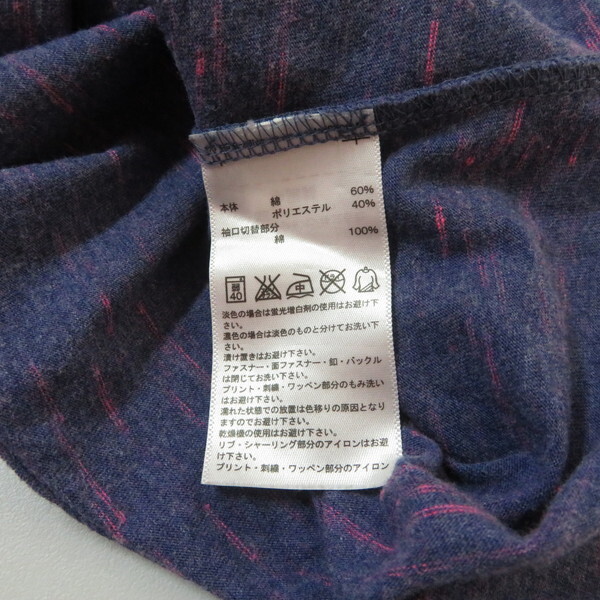 本体 綿 60%
ポリエステル 40%
袖口切替部分
綿 100%
弱 40 中
淡色の場合は蛍光増白剤の使用はお避け下
さい。
濃色の場合は淡色のものと分けてお洗い下
さい。
漬け置きはお避け下さい。
ファスナー・面ファスナー・釦・バックル
は閉じてお洗い下さい。
プリント・刺繍・ワッペン部分のもみ洗い
はお避け下さい。
濡れた状態での放置は色移りの原因となり
ますのでお避け下さい。
乾燥機の使用はお避け下さい。
リブ・シャーリング部分のアイロンはお避
け下さい。
プリント・刺繍・ワッペン部分のアイロン